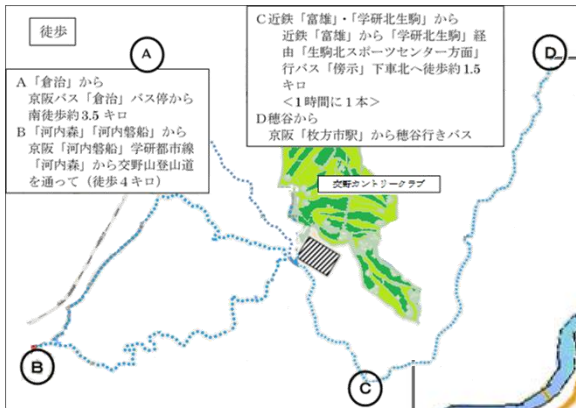 徒歩
A
A「倉治」から
京阪バス「倉治」バス停から
南徒歩約3.5キロ
B「河内森」「河内磐船」から
京阪「河内磐船」学研都市線
「河内森」から交野山登山道
を通って（徒歩４キロ）
C近鉄「富雄」・「学研北生駒」から
近鉄「富雄」から「学研北生駒」経
由「生駒北スポーツセンター方面」
行バス「傍示」下車北へ徒歩約1.5
キロ
＜1時間に1本＞
D穂谷から
京阪「枚方市駅」から穂谷行きバス
D
交野カントリークラブ
B
C